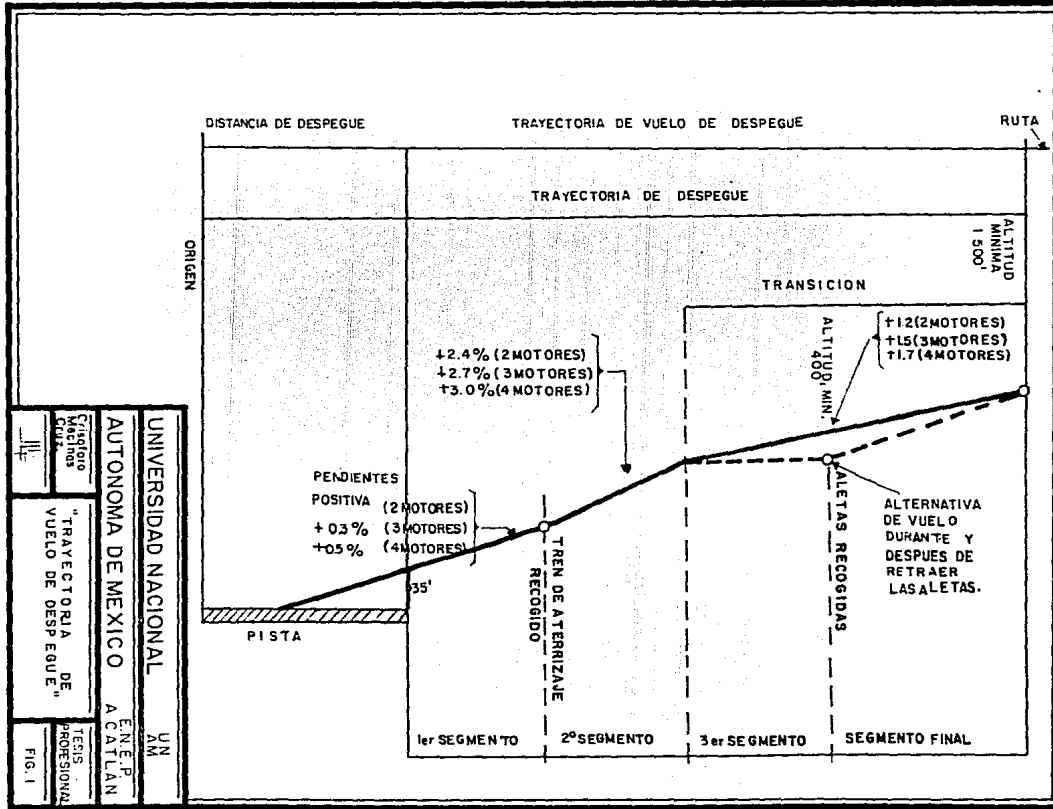 DISTANCIA DE DESPEGUE
TRAYECTORIA DE VUELO DE DESPEGUE
RUTA
TRAYECTORIA DE DESPEGUE
ORIGEN
ALTITUD
MINIMA
1 500'
TRANSICION
+1.2(2MOTORES)
+1.5(3MOTORES)
+1.7(4MOTORES)
ALTITUD, MIN.
400'
+2.4% (2MOTORES)
+2.7% (3MOTORES)
+3.0% (4MOTORES)
PENDIENTES
POSITIVA (2MOTORES)
+ 0.3% (3MOTORES)
+0.5% (4MOTORES)
35'
PISTA
TREN DE ATERRIZAJE
RECOGIDO
ALETAS RECOGIDAS
ALTERNATIVA
DE VUELO
DURANTE Y
DESPUES DE
RETRAER
LAS ALETAS.
1er SEGMENTO
2º SEGMENTO
3er SEGMENTO
SEGMENTO FINAL
UNIVERSIDAD NACIONAL
UN
AM
AUTONOMA DE MEXICO
E.N.E.P.
ACATLAN
Crisoforo
Mecinas
Cruz
"TRAYECTORIA DE
VUELO DE DESPEGUE"
TESIS
PROFESIONAL
FIG. 1